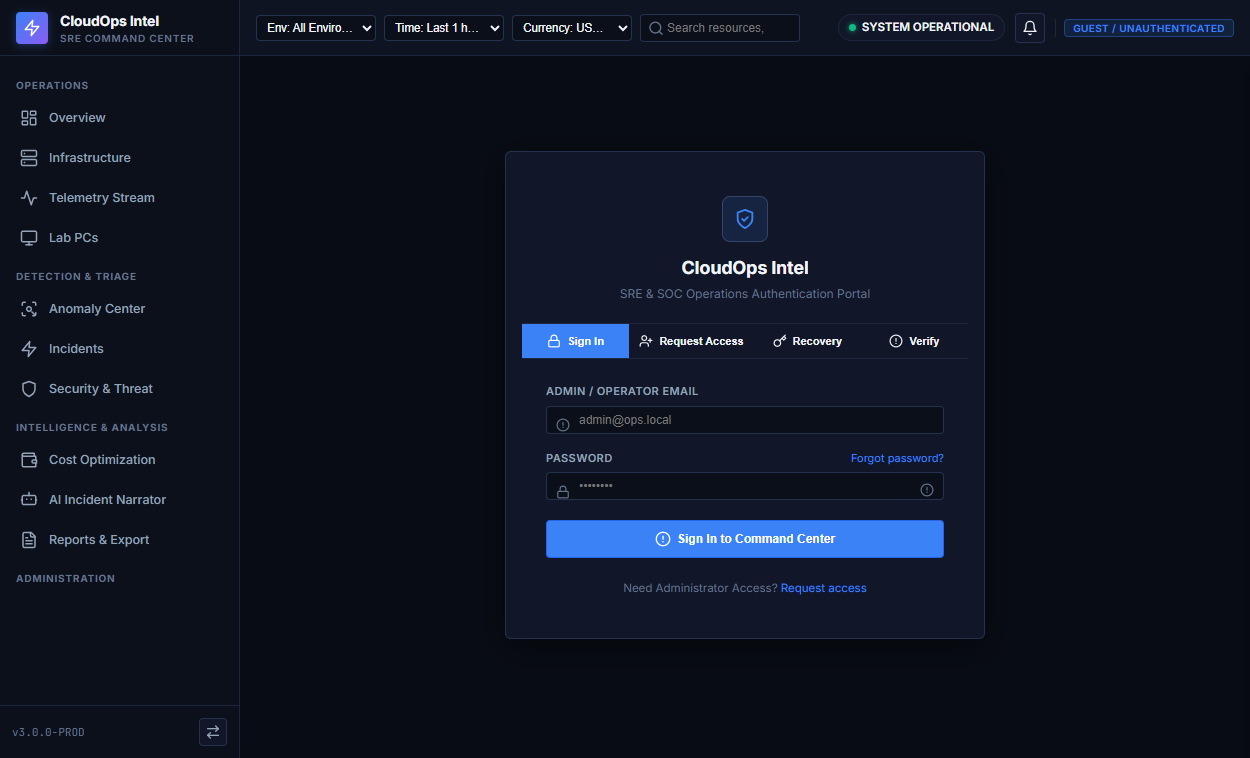 CloudOps Intel
SRE COMMAND CENTER
Env: All Enviro...
Time: Last 1 h...
Currency: US...
Search resources,
SYSTEM OPERATIONAL
GUEST / UNAUTHENTICATED
OPERATIONS
Overview
Infrastructure
Telemetry Stream
Lab PCs
DETECTION & TRIAGE
Anomaly Center
Incidents
Security & Threat
INTELLIGENCE & ANALYSIS
Cost Optimization
AI Incident Narrator
Reports & Export
ADMINISTRATION
v3.0.0-PROD
CloudOps Intel
SRE & SOC Operations Authentication Portal
Sign In
Request Access
Recovery
Verify
ADMIN / OPERATOR EMAIL
admin@ops.local
PASSWORD
Forgot password?
••••••••
Sign In to Command Center
Need Administrator Access? Request access